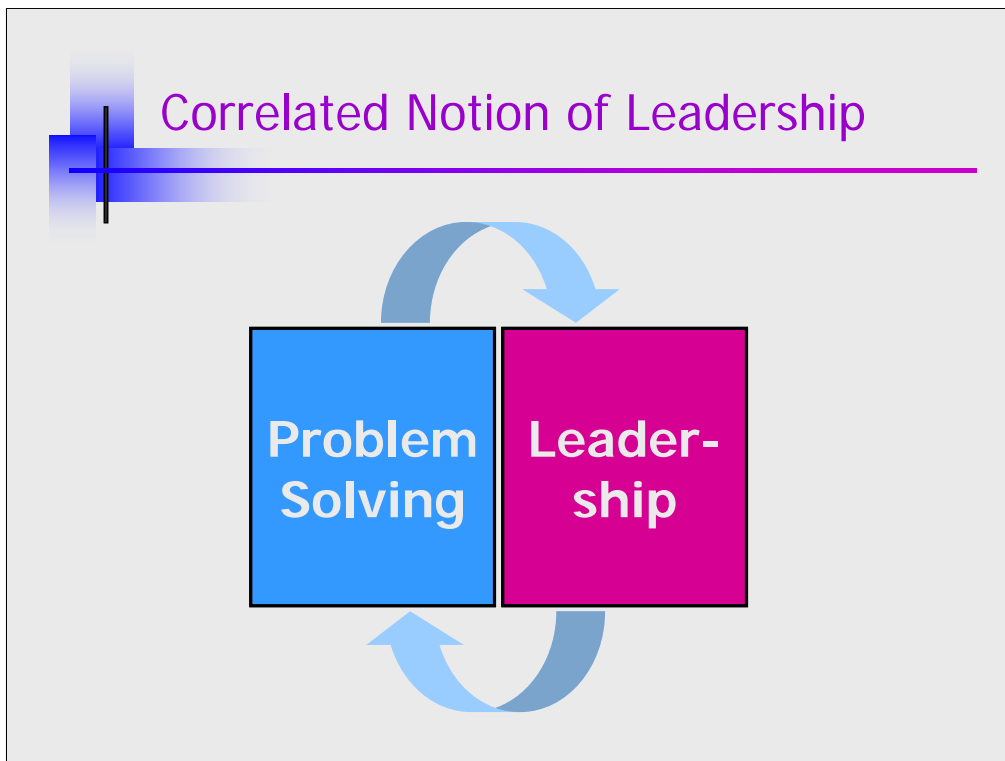 Correlated Notion of Leadership
Problem
Solving
Leader-
ship